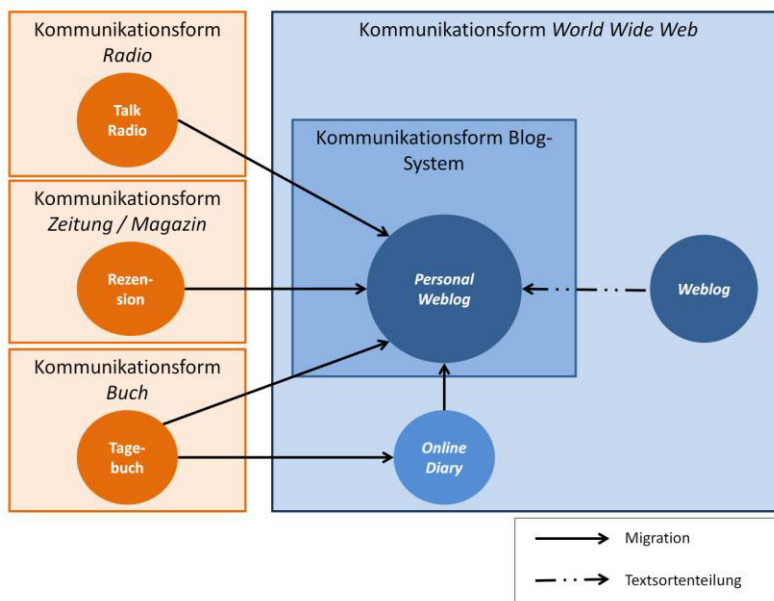 Kommunikationsform
Radio
Talk
Radio
Kommunikationsform
Zeitung / Magazin
Rezen-
sion
Kommunikationsform
Buch
Tage-
buch
Kommunikationsform World Wide Web
Kommunikationsform Blog-
System
Personal
Weblog
Weblog
Online
Diary
Migration
Textsortenteilung